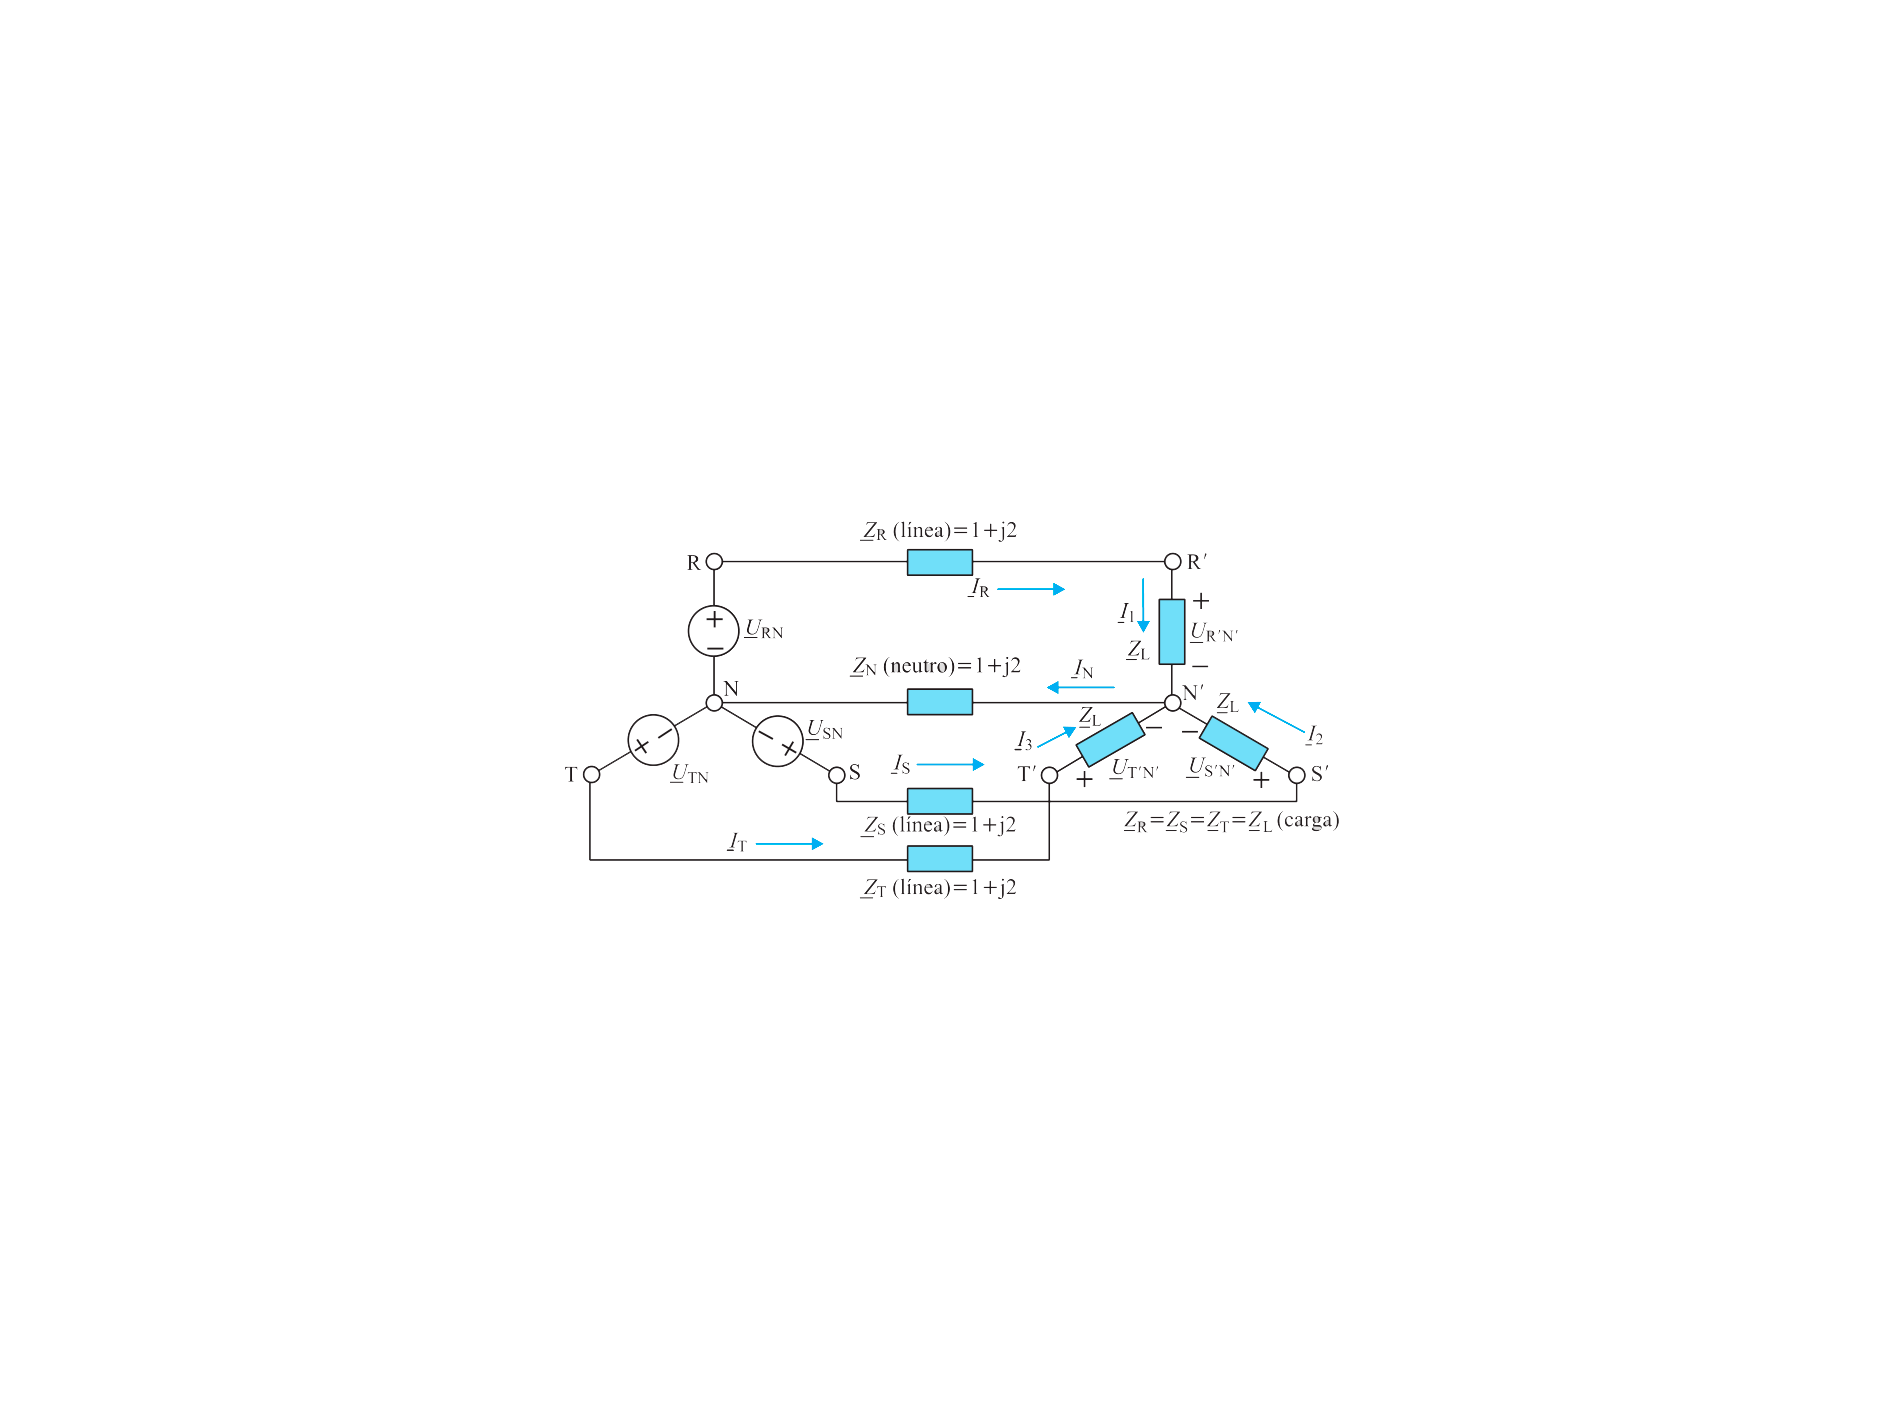 Z_R (línea)=1+j2
R
R′
I_R
I_1
+
+
U_RN
U_R′N′
−
Z_L
−
Z_N (neutro)=1+j2
I_N
N
N′
Z_L
Z_L
U_SN
−
−
−
−
I_2
+
+
I_3
I_S
T
U_TN
S
T′
+
U_T′N′
U_S′N′
+
S′
Z_S (línea)=1+j2
Z_R=Z_S=Z_T=Z_L (carga)
I_T
Z_T (línea)=1+j2